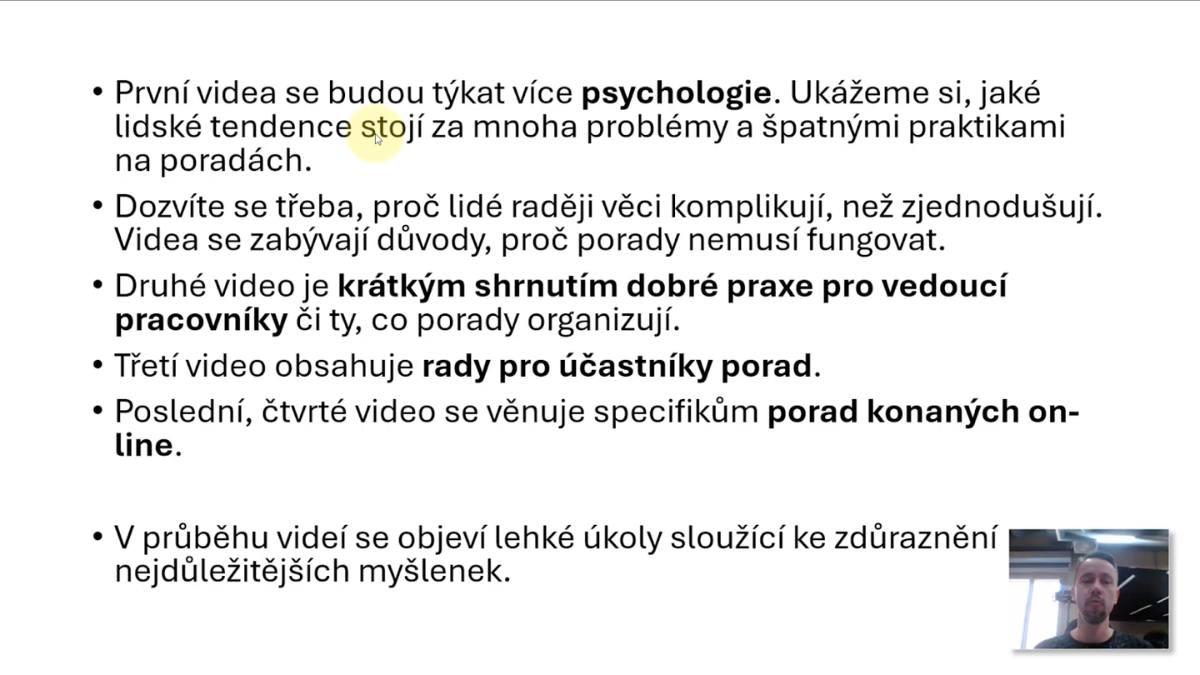 • První videa se budou týkat více psychologie. Ukážeme si, jaké
lidské tendence stojí za mnoha problémy a špatnými praktikami
na poradách.
• Dozvíte se třeba, proč lidé raději věci komplikují, než zjednodušují.
Videa se zabývají důvody, proč porady nemusí fungovat.
• Druhé video je krátkým shrnutím dobré praxe pro vedoucí
pracovníky či ty, co porady organizují.
• Třetí video obsahuje rady pro účastníky porad.
• Poslední, čtvrté video se věnuje specifikům porad konaných on-
line.
• V průběhu videí se objeví lehké úkoly sloužící ke zdůraznění
nejdůležitějších myšlenek.